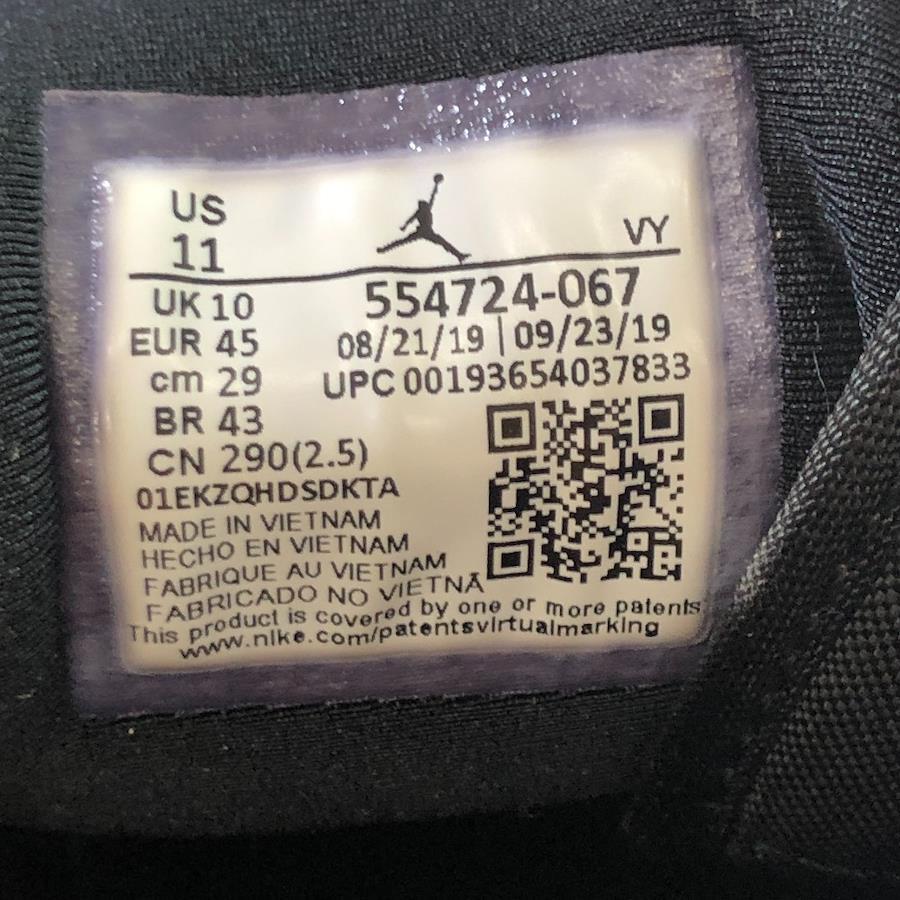 US
11
VY
UK 10
EUR 45
cm 29
BR 43
CN 290(2.5)
554724-067
08/21/19 | 09/23/19
UPC 00193654037833
01EKZQHDSDKTA
MADE IN VIETNAM
HECHO EN VIETNAM
FABRIQUE AU VIETNAM
FABRICADO NO VIETNÃ
This product is covered by one or more patents
www.nike.com/patentsvirtualmarking